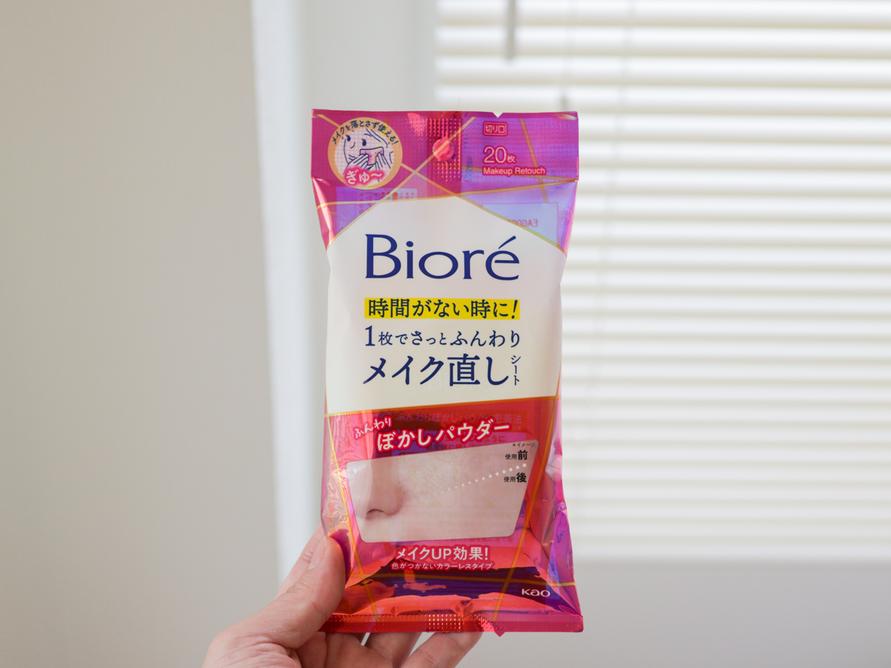 メイクを落とさず使える!
ぎゅ〜
切り口
20枚
Makeup Retouch
Bioré
時間がない時に!
1枚でさっとふんわり
メイク直しシート
ふんわり
ぼかしパウダー
*イメージ
使用前
使用後
メイクUP効果!
色がつかないカラーレスタイプ
Kao